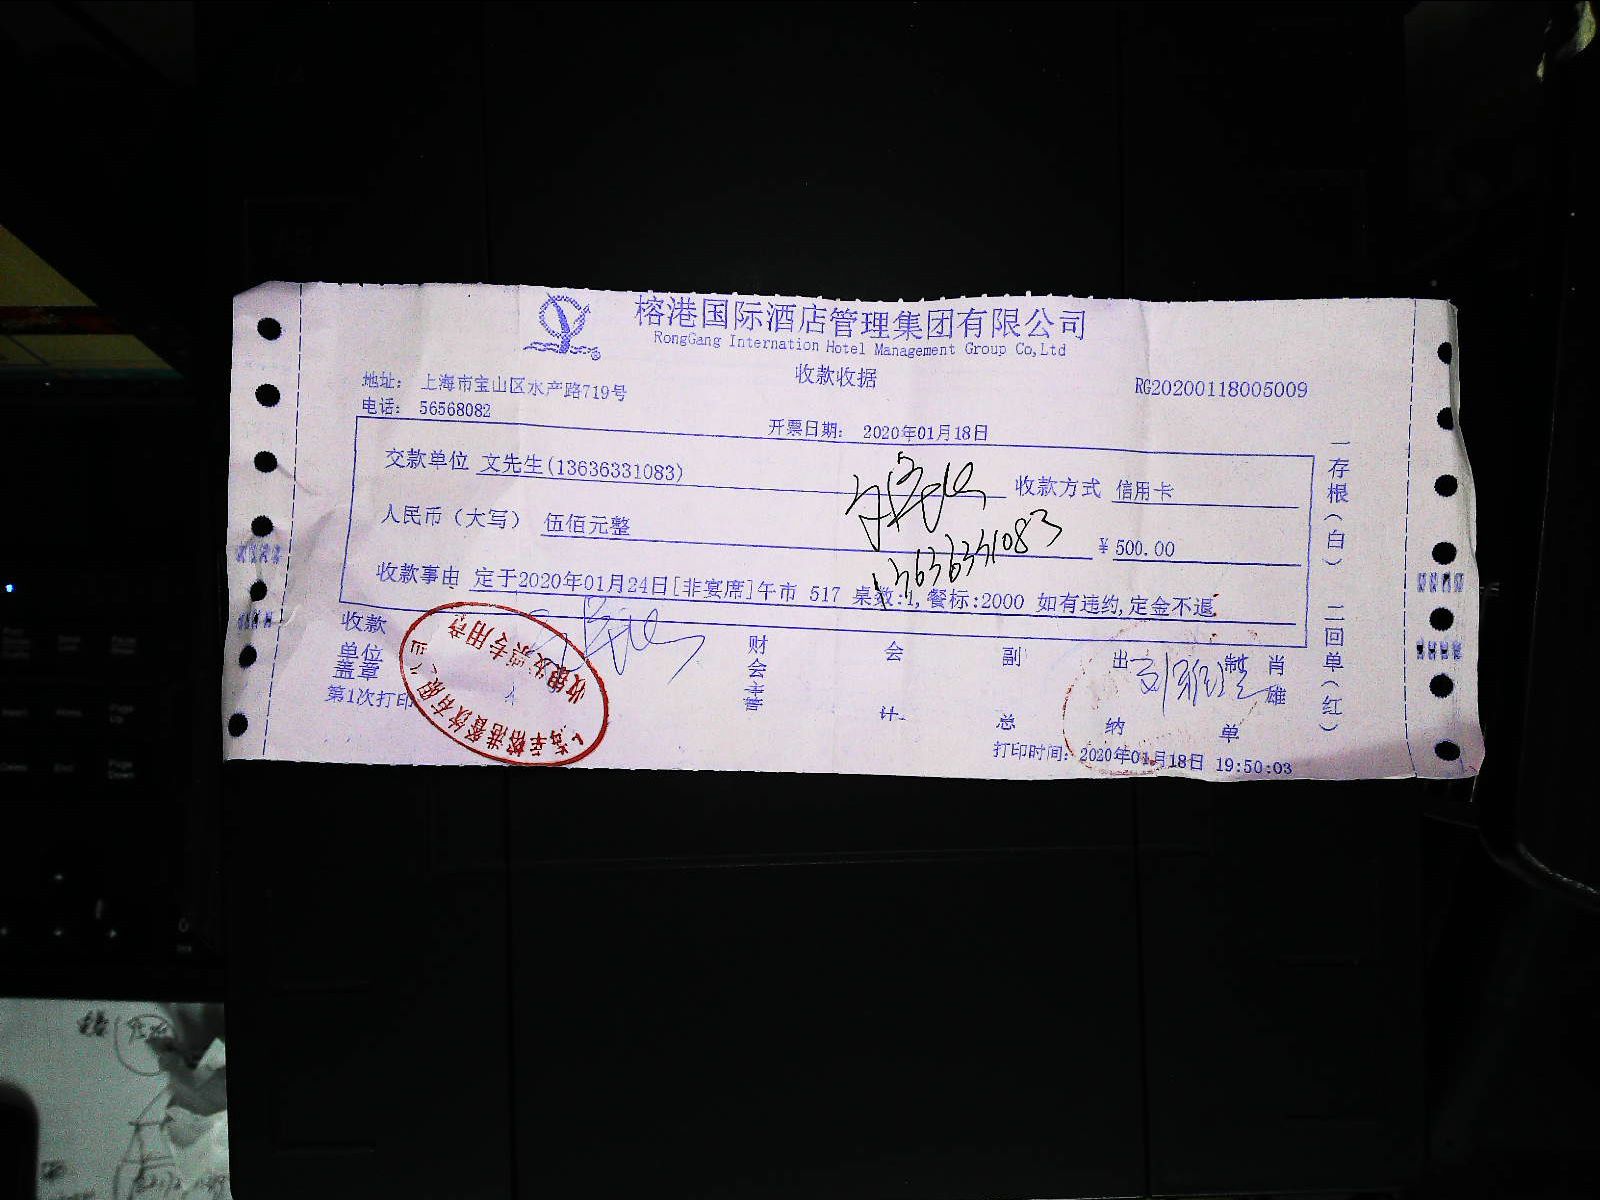 榕港国际酒店管理集团有限公司
RongGang Internation Hotel Management Group Co,Ltd
收款收据
地址: 上海市宝山区水产路719号
RG20200118005009
电话: 56568082
开票日期: 2020年01月18日
交款单位 文先生(13636331083) 收款方式 信用卡
人民币(大写) 伍佰元整 ¥500.00
13636331083
收款事由 定于2020年01月24日[非宴席]午市 517 桌数:1,餐标:2000 如有违约,定金不退
收款单位盖章
财会主管
会计
副总
出纳
制单
肖雄
第1次打印
打印时间: 2020年01月18日 19:50:03
一存根(白) 二回单(红)
Page Up
End
Page Down